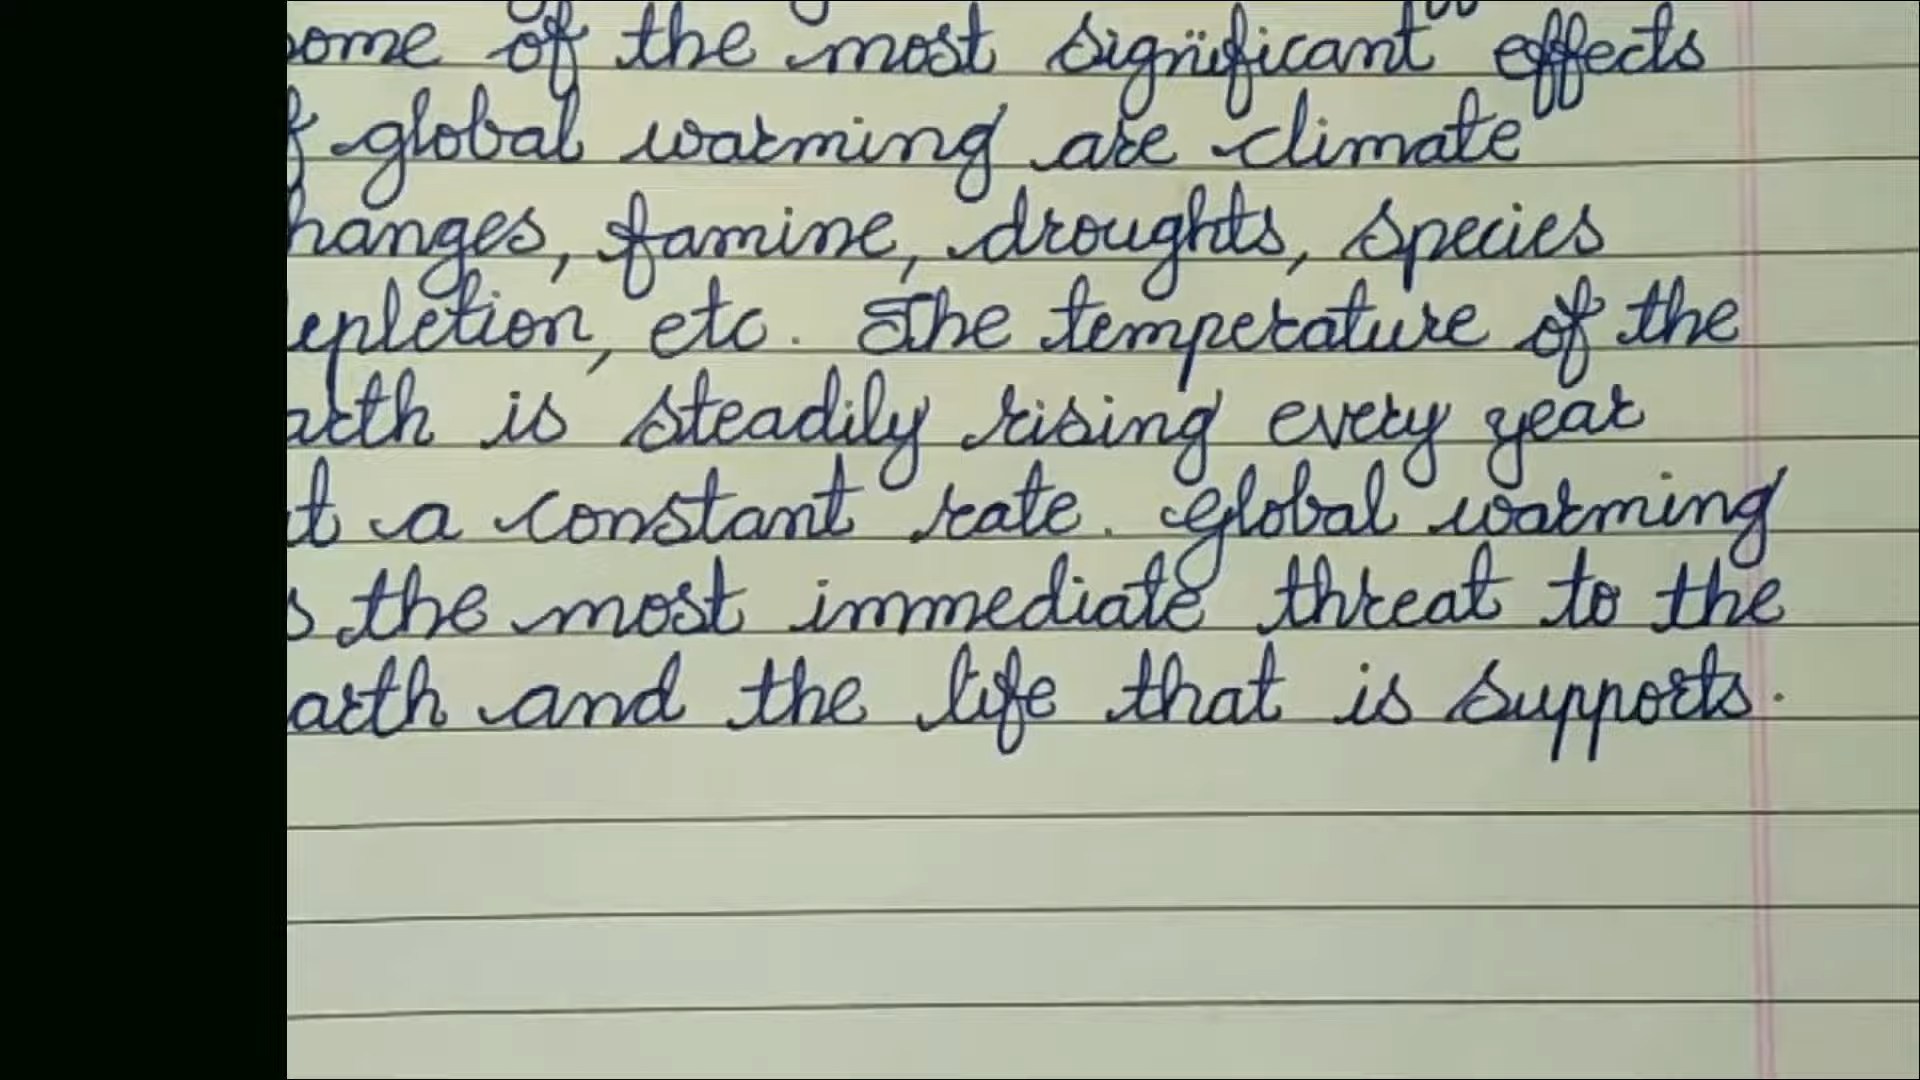 some of the most significant effects
f global warming are climate
hanges, famine, droughts, species
epletion, etc. The temperature of the
arth is steadily rising every year
t a constant rate. Global warming
s the most immediate threat to the
arth and the life that is supports.